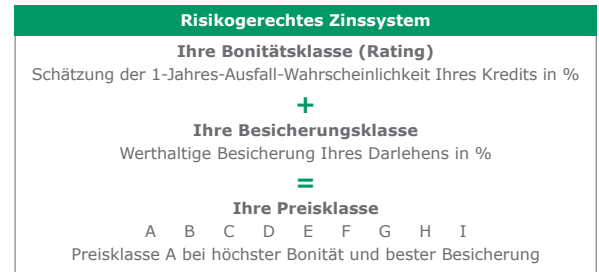 Risikogerechtes Zinssystem
Ihre Bonitätsklasse (Rating)
Schätzung der 1-Jahres-Ausfall-Wahrscheinlichkeit Ihres Kredits in %
+
Ihre Besicherungsklasse
Werthaltige Besicherung Ihres Darlehens in %
=
Ihre Preisklasse
A B C D E F G H I
Preisklasse A bei höchster Bonität und bester Besicherung